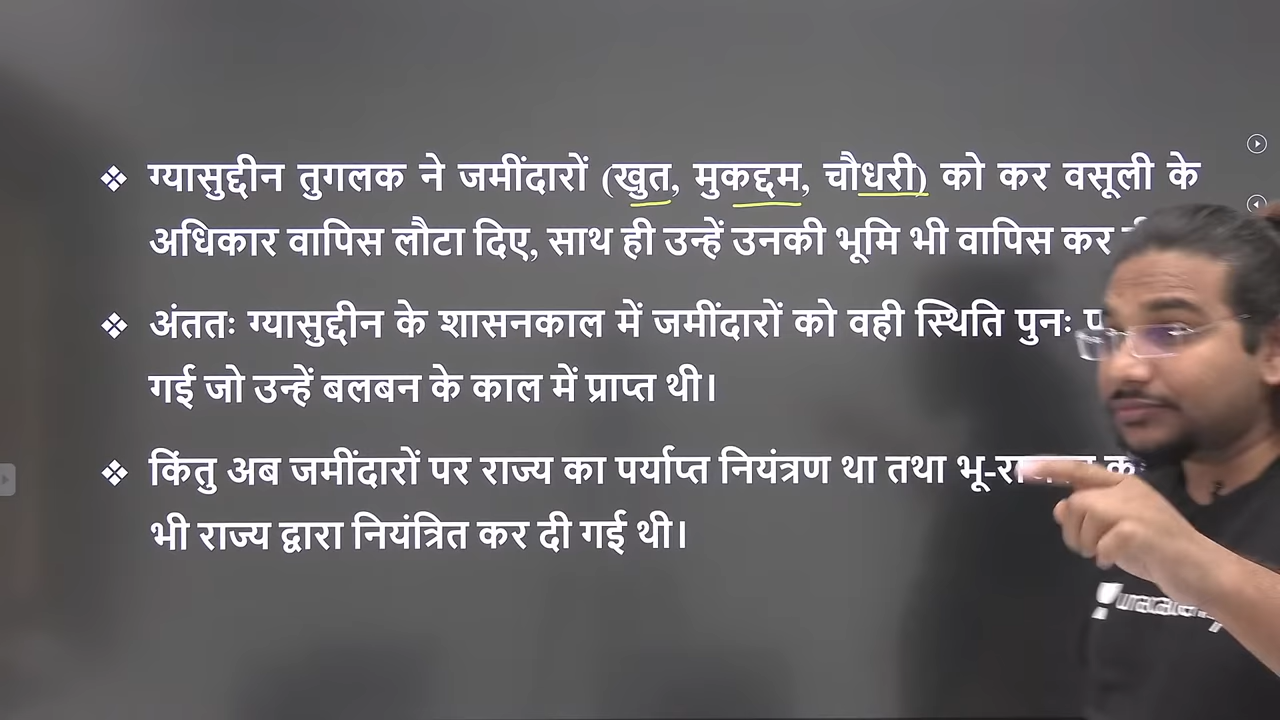 ❖ ग्यासुद्दीन तुगलक ने जमींदारों (खुत, मुकद्दम, चौधरी) को कर वसूली के
अधिकार वापिस लौटा दिए, साथ ही उन्हें उनकी भूमि भी वापिस कर
❖ अंततः ग्यासुद्दीन के शासनकाल में जमींदारों को वही स्थिति पुनः
गई जो उन्हें बलबन के काल में प्राप्त थी।
❖ किंतु अब जमींदारों पर राज्य का पर्याप्त नियंत्रण था तथा
भी राज्य द्वारा नियंत्रित कर दी गई थी।